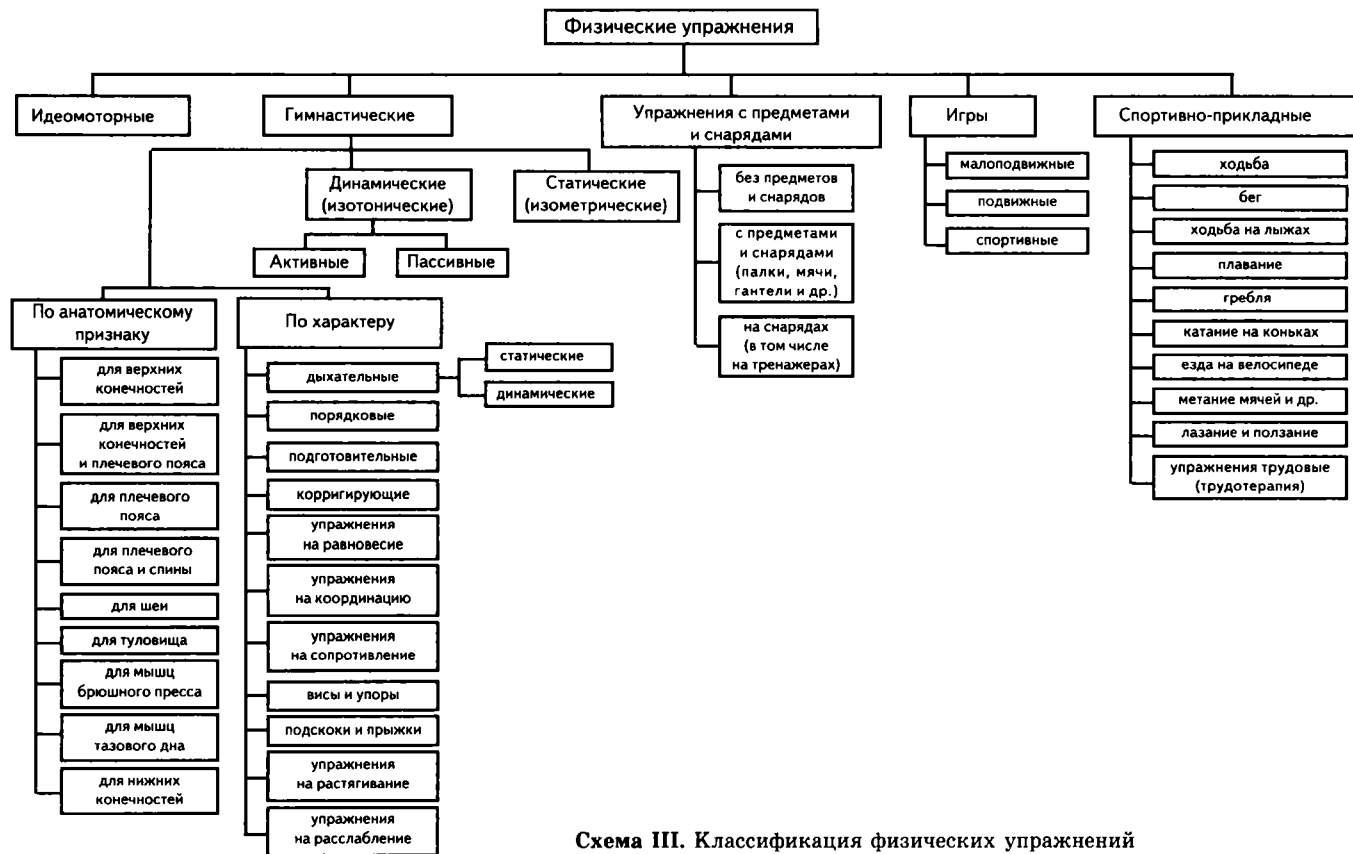 Физические упражнения
Идеомоторные
Гимнастические
Упражнения с предметами
и снарядами
Игры
Спортивно-прикладные
Динамические
(изотонические)
Статические
(изометрические)
Активные
Пассивные
По анатомическому
признаку
для верхних
конечностей
для верхних
конечностей
и плечевого пояса
для плечевого
пояса
для плечевого
пояса и спины
для шеи
для туловища
для мышц
брюшного пресса
для мышц
тазового дна
для нижних
конечностей
По характеру
дыхательные
статические
динамические
порядковые
подготовительные
корригирующие
упражнения
на равновесие
упражнения
на координацию
упражнения
на сопротивление
висы и упоры
подскоки и прыжки
упражнения
на растягивание
упражнения
на расслабление
без предметов
и снарядов
с предметами
и снарядами
(палки, мячи,
гантели и др.)
на снарядах
(в том числе
на тренажерах)
малоподвижные
подвижные
спортивные
ходьба
бег
ходьба на лыжах
плавание
гребля
катание на коньках
езда на велосипеде
метание мячей и др.
лазание и ползание
упражнения трудовые
(трудотерапия)
Схема III. Классификация физических упражнений